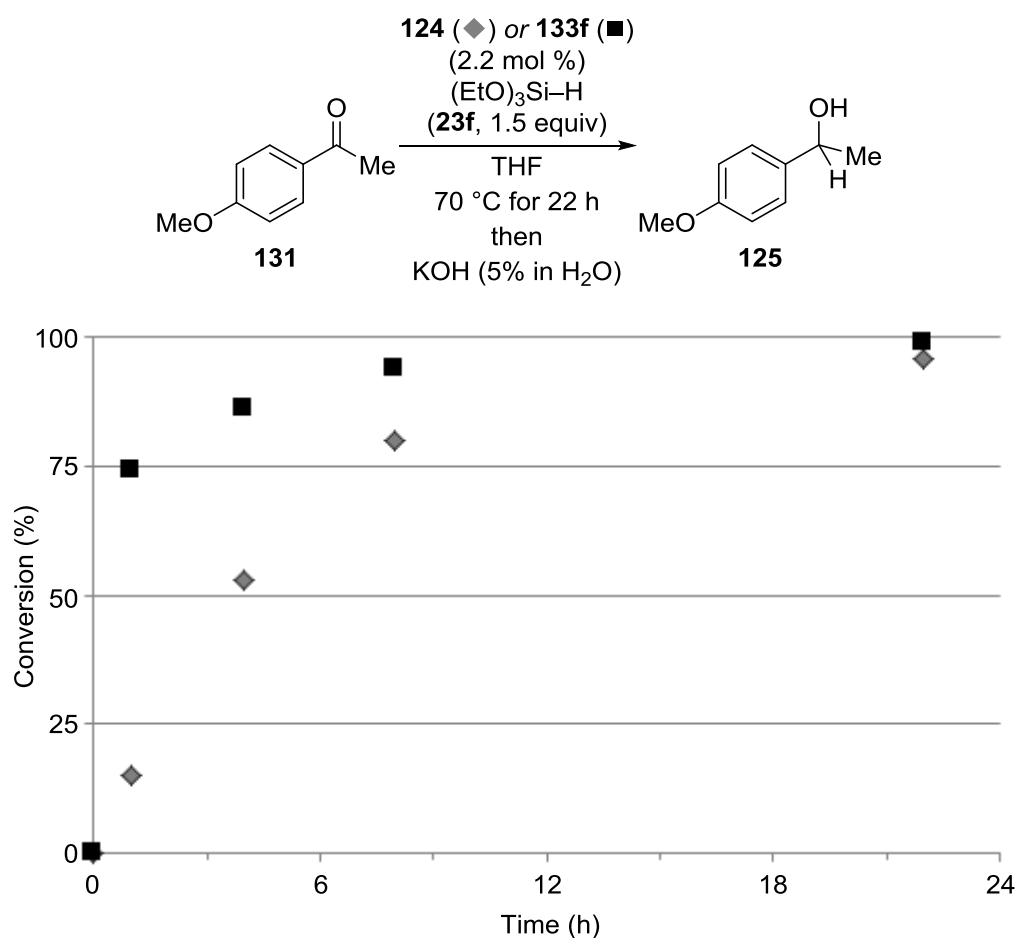 124 (◆) or 133f (■)
(2.2 mol %)
(EtO)3Si–H
(23f, 1.5 equiv)
THF
70 °C for 22 h
then
KOH (5% in H2O)
O
Me
MeO
131
OH
Me
H
MeO
125
100
75
50
25
0
Conversion (%)
0 6 12 18 24
Time (h)